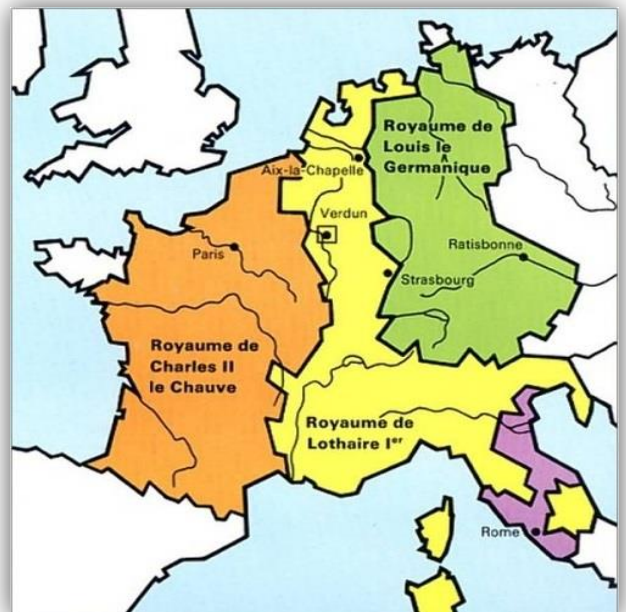 Royaume de
Louis le
Germanique
Aix-la-Chapelle
Verdun
Paris
Ratisbonne
Strasbourg
Royaume de
Charles II
le Chauve
Royaume de
Lothaire Iᵉʳ
Rome